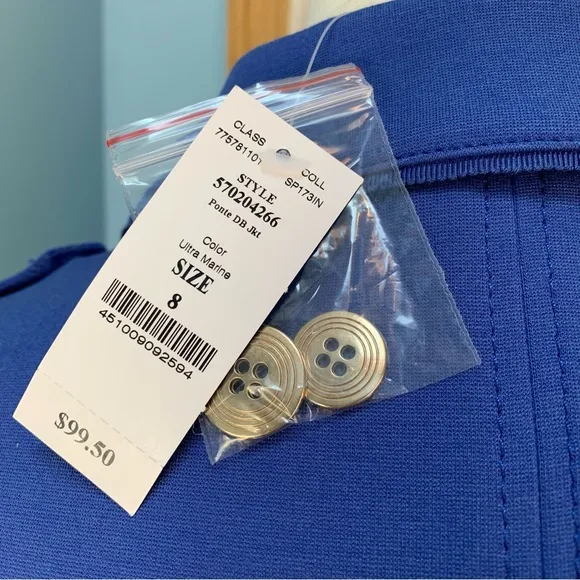 CLASS COLL
775781101 SP173IN
STYLE
570204266
Ponte DB Jkt
Color
Ultra Marine
SIZE
8
451009092594
$99.50